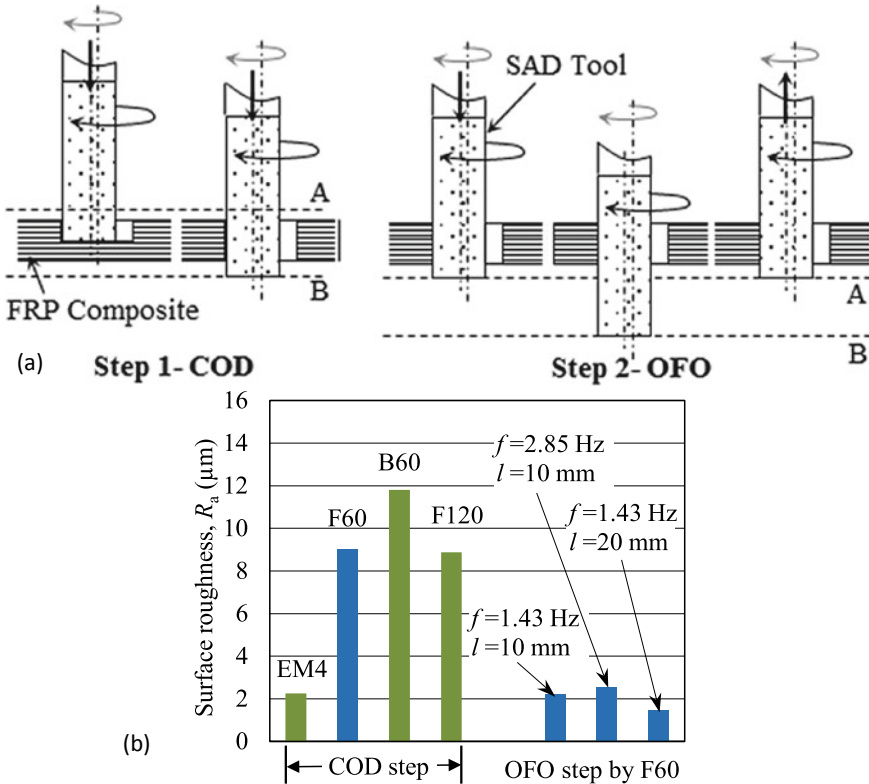 SAD Tool
A
B
FRP Composite
A
B
(a)
Step 1- COD
Step 2- OFO
Surface roughness, Ra (μm)
16
14
12
10
8
6
4
2
0
EM4
F60
B60
F120
f=2.85 Hz
l=10 mm
f=1.43 Hz
l=20 mm
f=1.43 Hz
l=10 mm
(b)
COD step
OFO step by F60